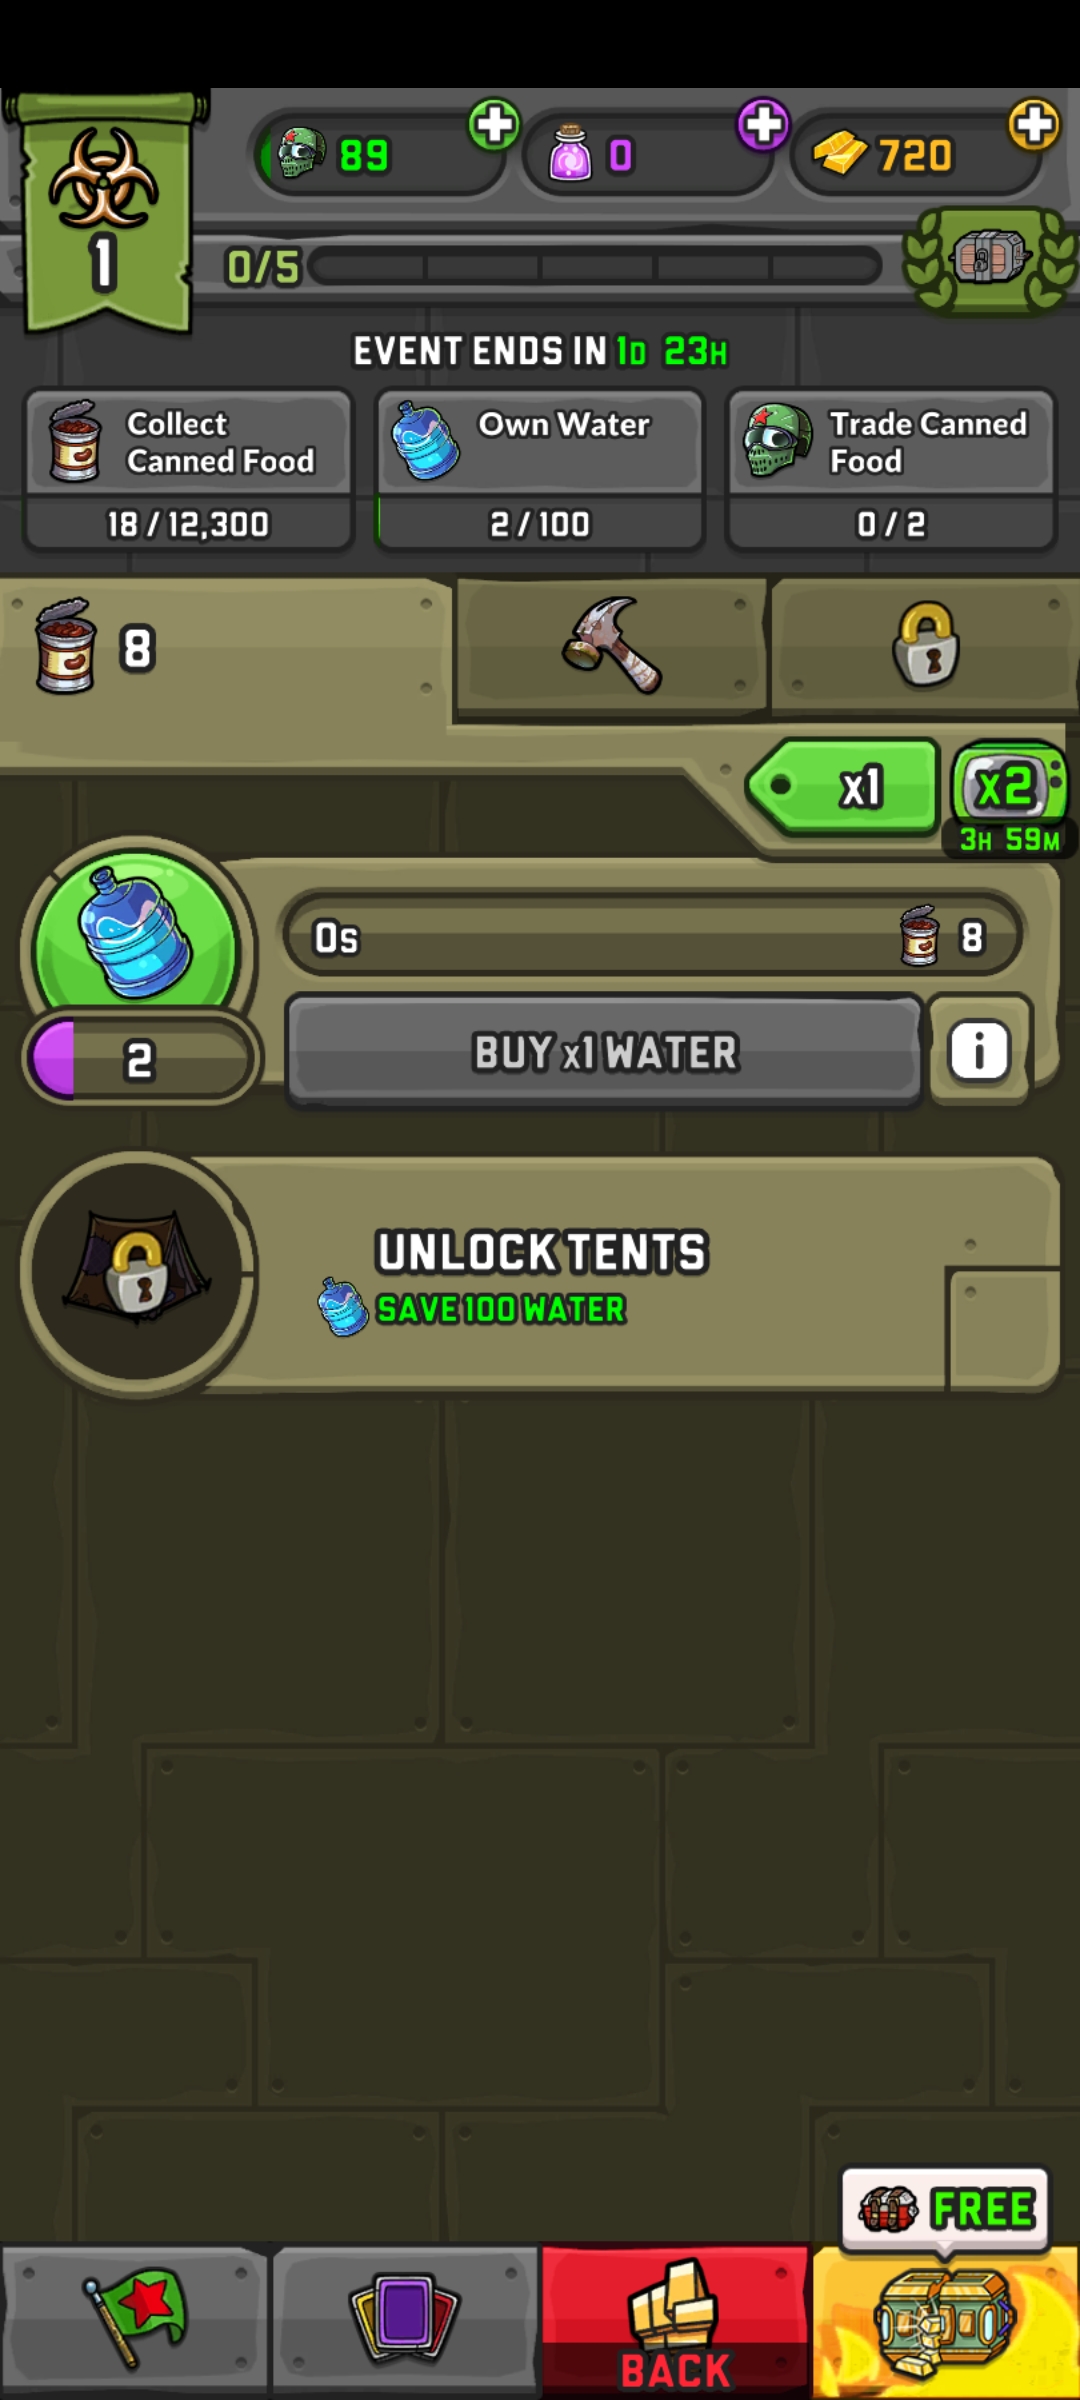 89
0
720
1
0/5
EVENT ENDS IN 1D 23H
Collect
Canned Food
18 / 12,300
Own Water
2 / 100
Trade Canned
Food
0 / 2
8
x1
x2
3H 59M
0s
8
2
BUY x1 WATER
i
UNLOCK TENTS
SAVE 100 WATER
FREE
BACK